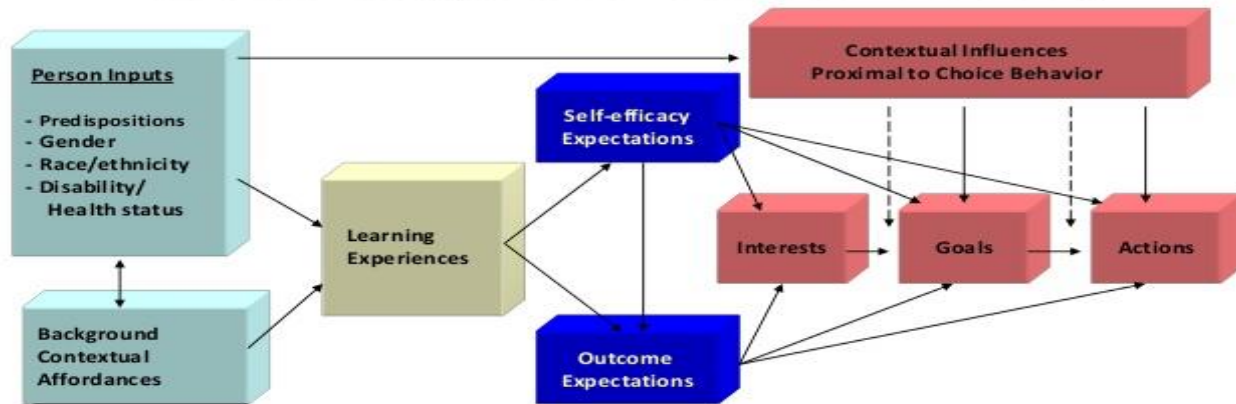 Person Inputs
- Predispositions
- Gender
- Race/ethnicity
- Disability/
Health status
Background
Contextual
Affordances
Learning
Experiences
Self-efficacy
Expectations
Outcome
Expectations
Contextual Influences
Proximal to Choice Behavior
Interests
Goals
Actions